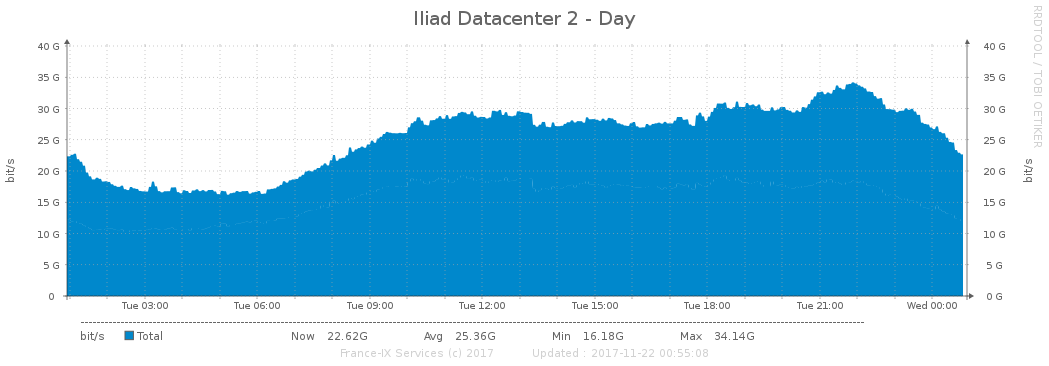 Iliad Datacenter 2 - Day
RRDTOOL / TOBI OETIKER
bit/s
40 G
35 G
30 G
25 G
20 G
15 G
10 G
5 G
0
40 G
35 G
30 G
25 G
20 G
15 G
10 G
5 G
0 G
bit/s
Tue 03:00 Tue 06:00 Tue 09:00 Tue 12:00 Tue 15:00 Tue 18:00 Tue 21:00 Wed 00:00
bit/s Total Now 22.62G Avg 25.36G Min 16.18G Max 34.14G
France-IX Services (c) 2017 Updated : 2017-11-22 00:55:08